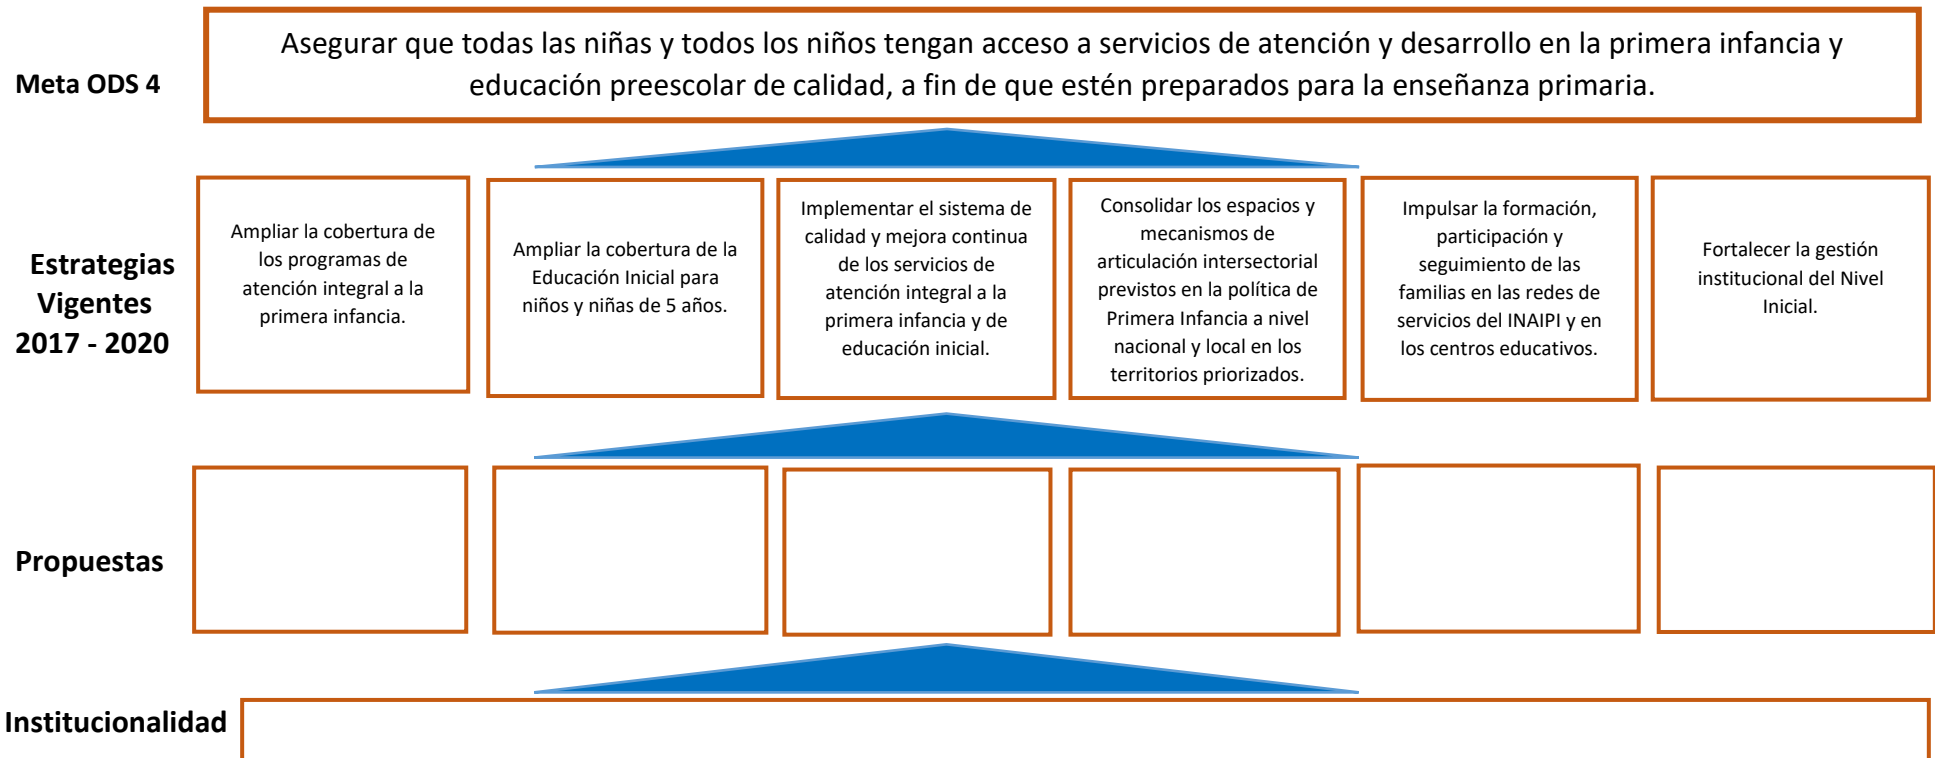 Meta ODS 4
Asegurar que todas las niñas y todos los niños tengan acceso a servicios de atención y desarrollo en la primera infancia y
educación preescolar de calidad, a fin de que estén preparados para la enseñanza primaria.
Estrategias
Vigentes
2017 - 2020
Ampliar la cobertura de
los programas de
atención integral a la
primera infancia.
Ampliar la cobertura de la
Educación Inicial para
niños y niñas de 5 años.
Implementar el sistema de
calidad y mejora continua
de los servicios de
atención integral a la
primera infancia y de
educación inicial.
Consolidar los espacios y
mecanismos de
articulación intersectorial
previstos en la política de
Primera Infancia a nivel
nacional y local en los
territorios priorizados.
Impulsar la formación,
participación y
seguimiento de las
familias en las redes de
servicios del INAIPI y en
los centros educativos.
Fortalecer la gestión
institucional del Nivel
Inicial.
Propuestas
Institucionalidad